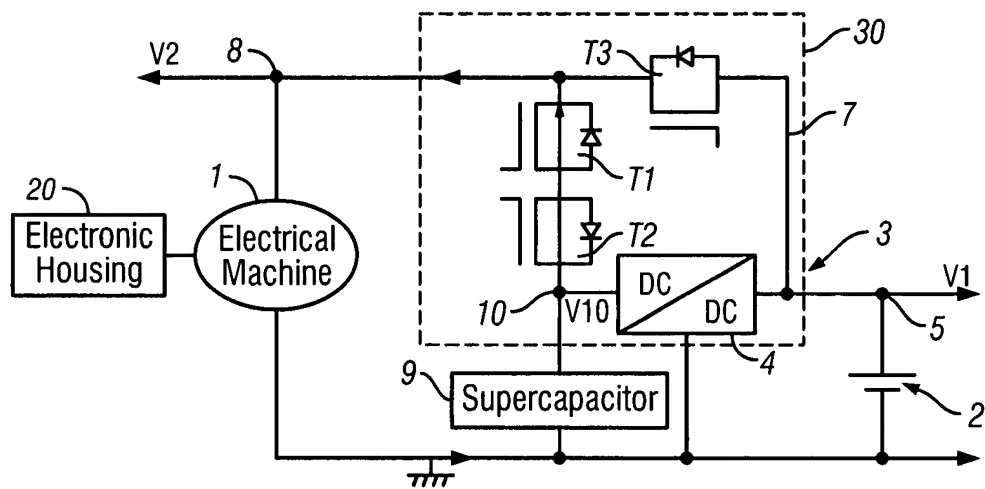 V2
8
T3
30
7
T1
1
20
Electronic
Housing
Electrical
Machine
T2
3
DC
DC
V1
10
V10
5
4
9
Supercapacitor
2